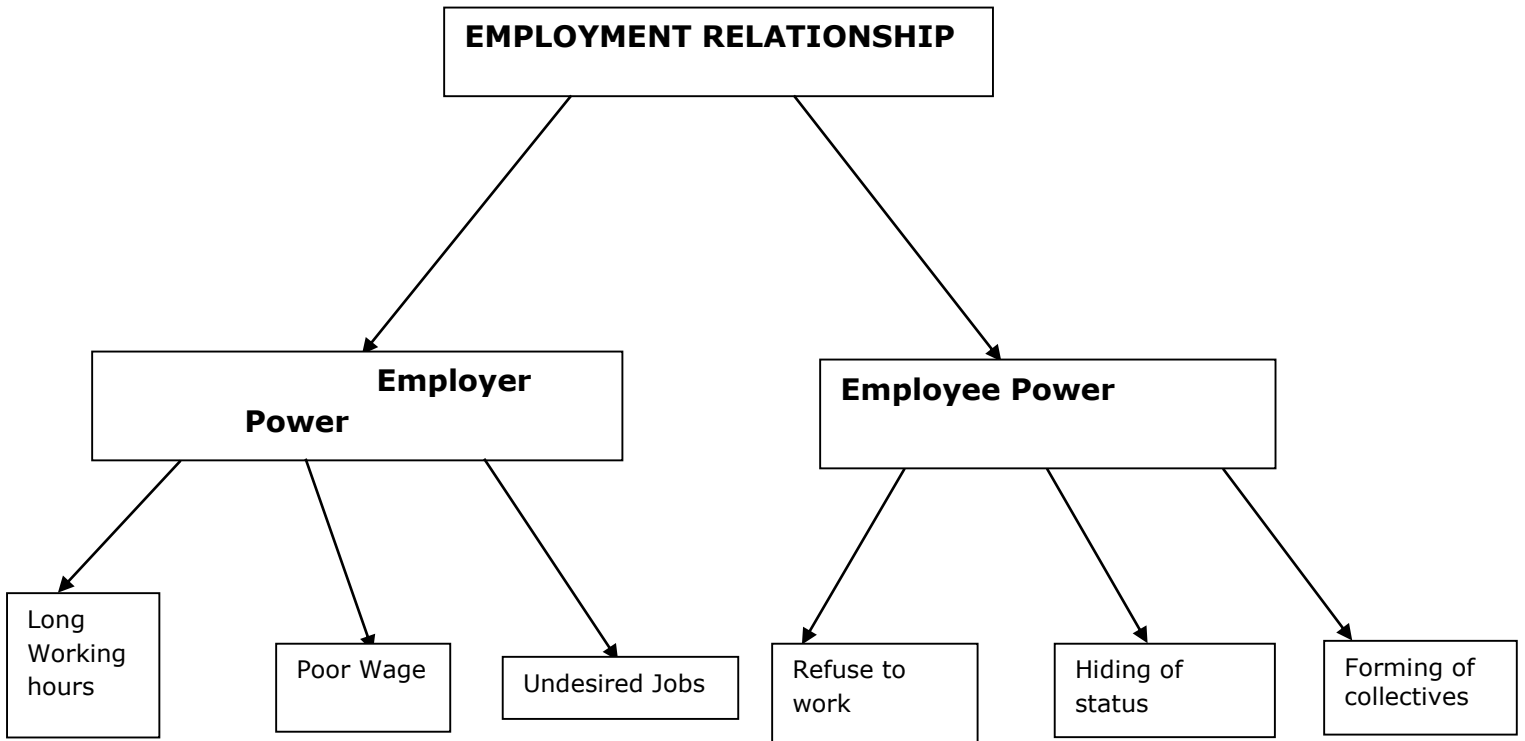 EMPLOYMENT RELATIONSHIP
Employer
Power
Employee Power
Long
Working
hours
Poor Wage
Undesired Jobs
Refuse to
work
Hiding of
status
Forming of
collectives